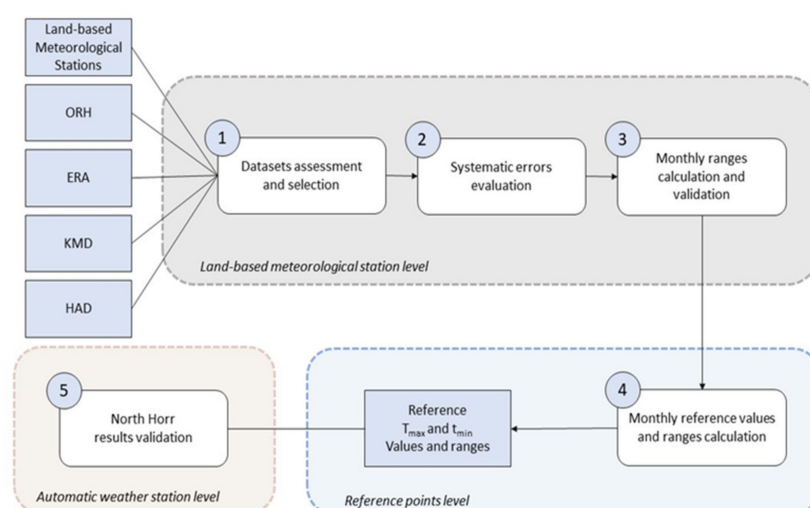 Land-based
Meteorological
Stations
ORH
ERA
KMD
HAD
1
Datasets assessment
and selection
2
Systematic errors
evaluation
3
Monthly ranges
calculation and
validation
Land-based meteorological station level
5
North Horr
results validation
Automatic weather station level
Reference
Tmax and tmin
Values and ranges
4
Monthly reference values
and ranges calculation
Reference points level